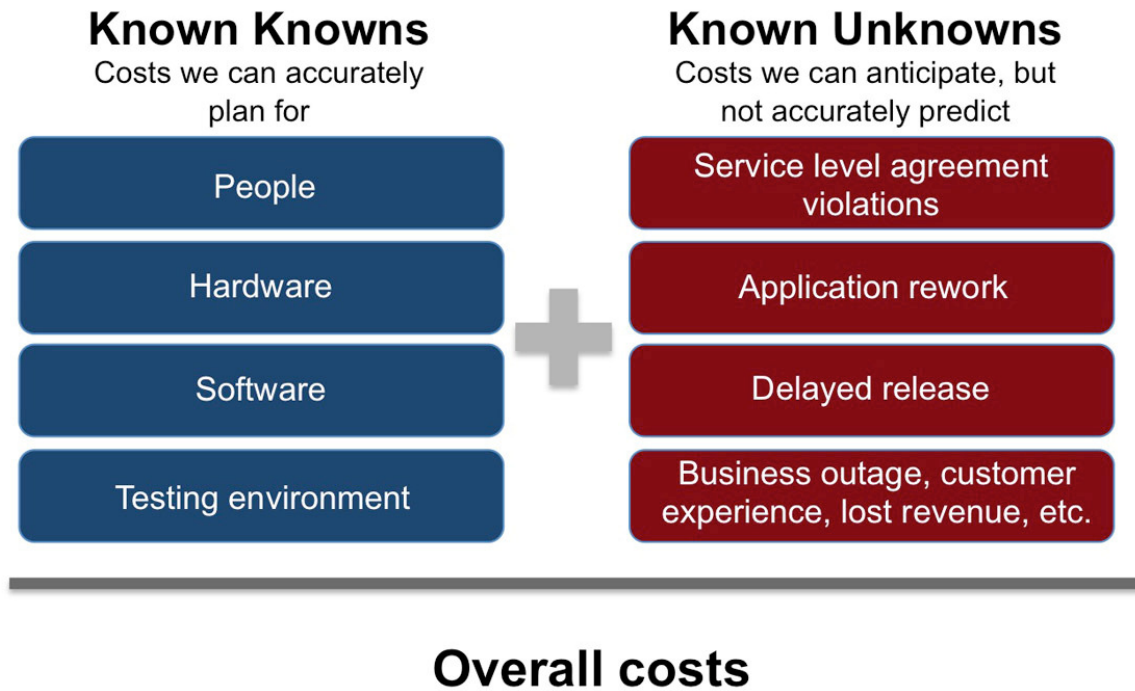 Known Knowns
Costs we can accurately
plan for
People
Hardware
Software
Testing environment
Known Unknowns
Costs we can anticipate, but
not accurately predict
Service level agreement
violations
Application rework
Delayed release
Business outage, customer
experience, lost revenue, etc.
Overall costs